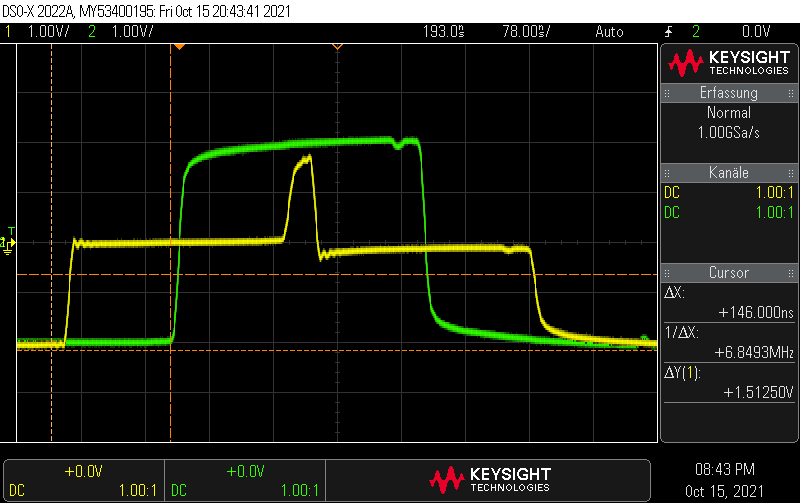 DSO-X 2022A, MY53400195: Fri Oct 15 20:43:41 2021
1 1.00V/ 2 1.00V/ 193.0s 78.00s/ Auto 2 0.0V
KEYSIGHT
TECHNOLOGIES
Erfassung
Normal
1.00GSa/s
Kanäle
DC 1.00:1
DC 1.00:1
Cursor
ΔX:
+146.000ns
1/ΔX:
+6.8493MHz
ΔY(1):
+1.51250V
T
2
+0.0V
DC 1.00:1
+0.0V
DC 1.00:1
KEYSIGHT
TECHNOLOGIES
08:43 PM
Oct 15, 2021